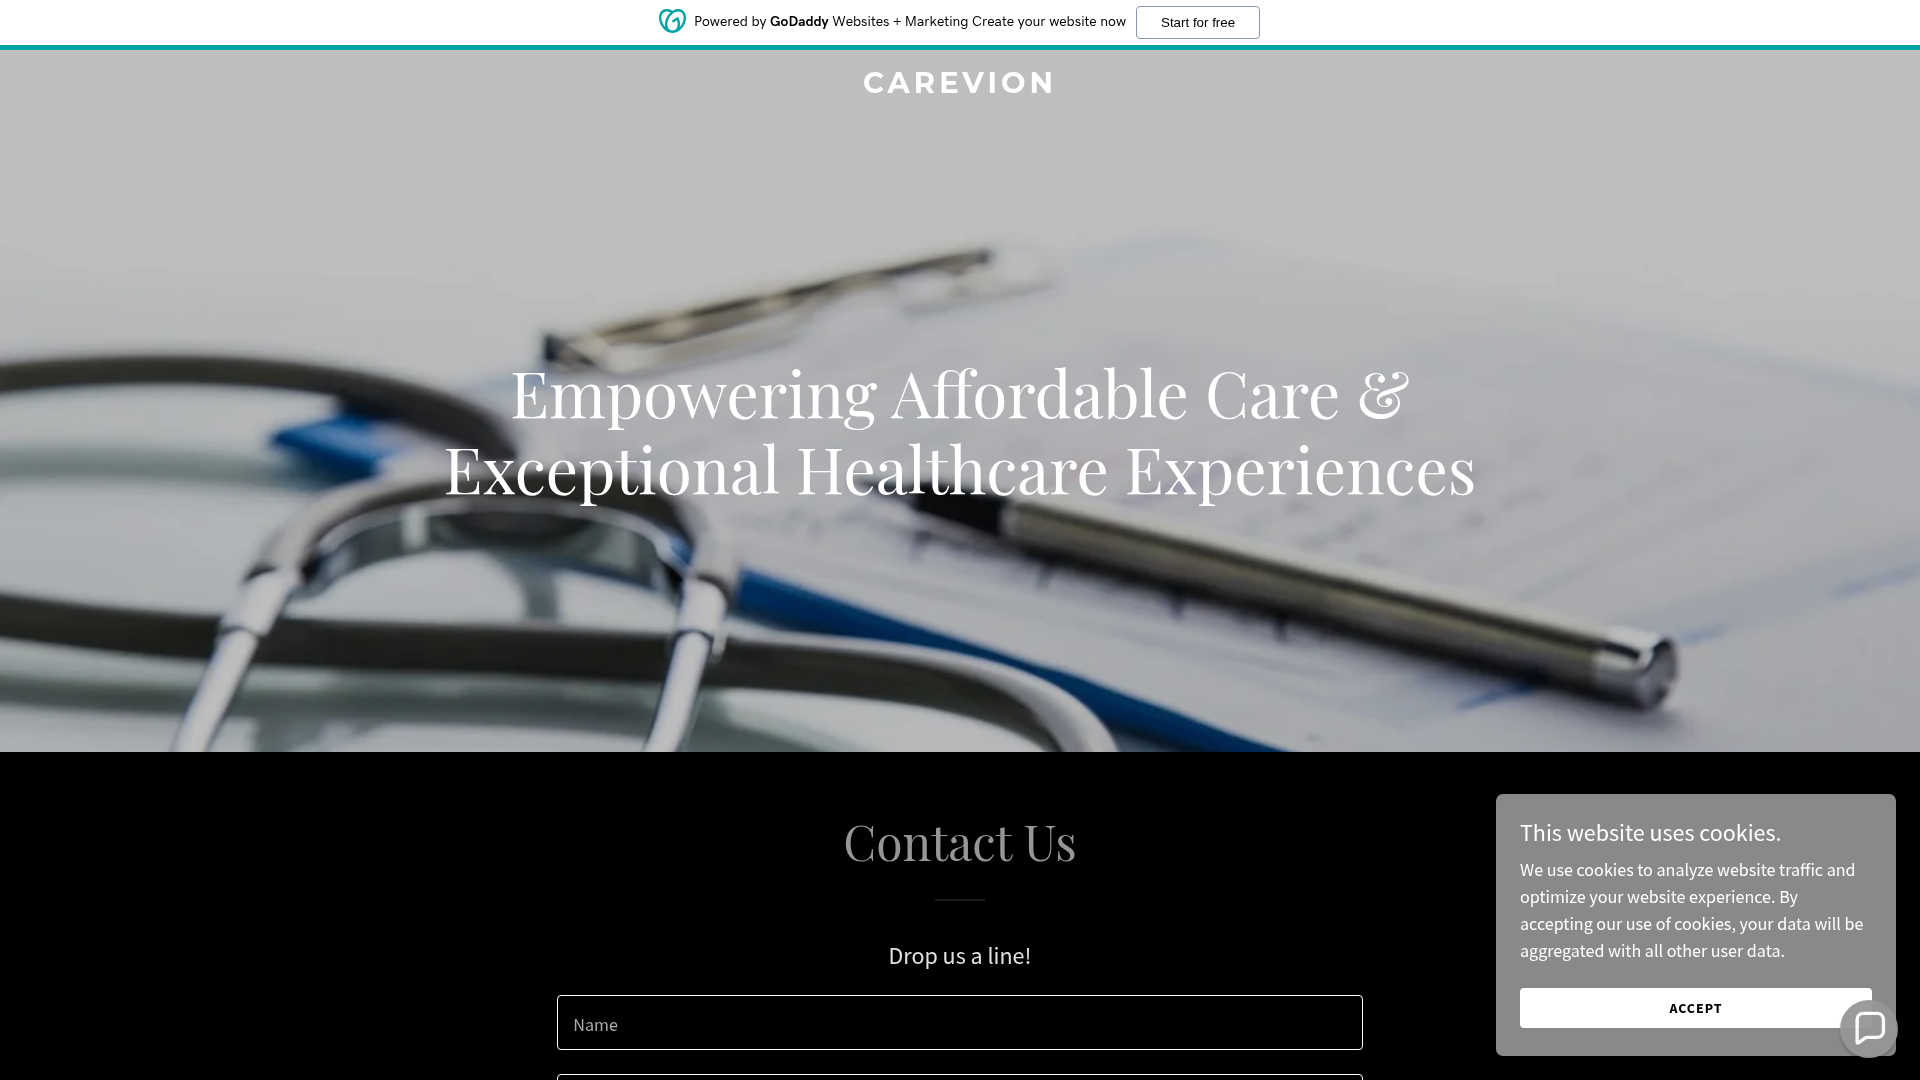 Powered by GoDaddy Websites + Marketing Create your website now
Start for free
CAREVION
Empowering Affordable Care &
Exceptional Healthcare Experiences
Contact Us
Drop us a line!
Name
This website uses cookies.
We use cookies to analyze website traffic and
optimize your website experience. By
accepting our use of cookies, your data will be
aggregated with all other user data.
ACCEPT